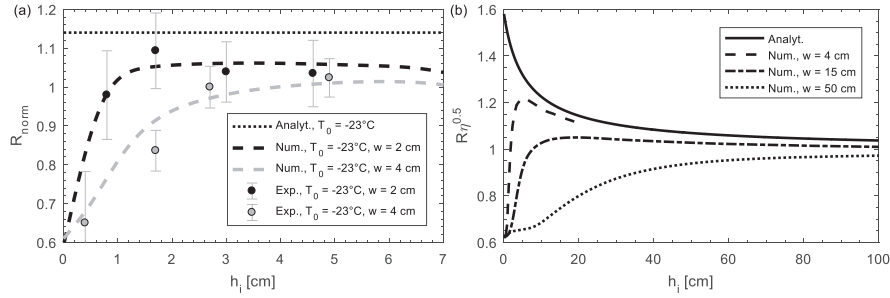 (a)
1.2
1.1
1
0.9
0.8
0.7
0.6
R_norm
Analyt., T_0 = -23°C
Num., T_0 = -23°C, w = 2 cm
Num., T_0 = -23°C, w = 4 cm
Exp., T_0 = -23°C, w = 2 cm
Exp., T_0 = -23°C, w = 4 cm
0 1 2 3 4 5 6 7
h_i [cm]
(b)
1.6
1.4
1.2
1
0.8
0.6
Rη^0.5
Analyt.
Num., w = 4 cm
Num., w = 15 cm
Num., w = 50 cm
0 20 40 60 80 100
h_i [cm]